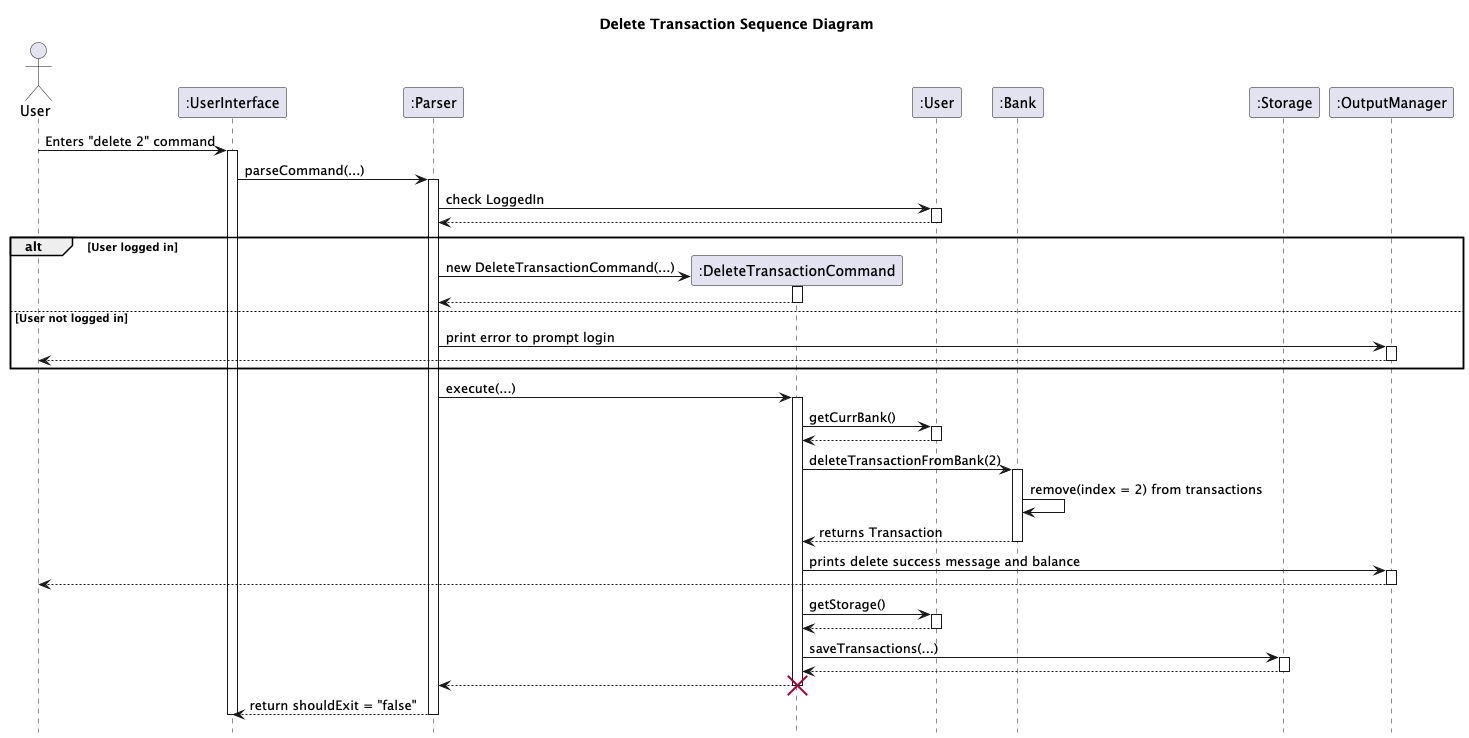 Delete Transaction Sequence Diagram
User
:UserInterface
:Parser
:User
:Bank
:Storage
:OutputManager
Enters "delete 2" command
parseCommand(...)
check LoggedIn
alt
[User logged in]
new DeleteTransactionCommand(...)
:DeleteTransactionCommand
[User not logged in]
print error to prompt login
execute(...)
getCurrBank()
deleteTransactionFromBank(2)
remove(index = 2) from transactions
returns Transaction
prints delete success message and balance
getStorage()
saveTransactions(...)
return shouldExit = "false"